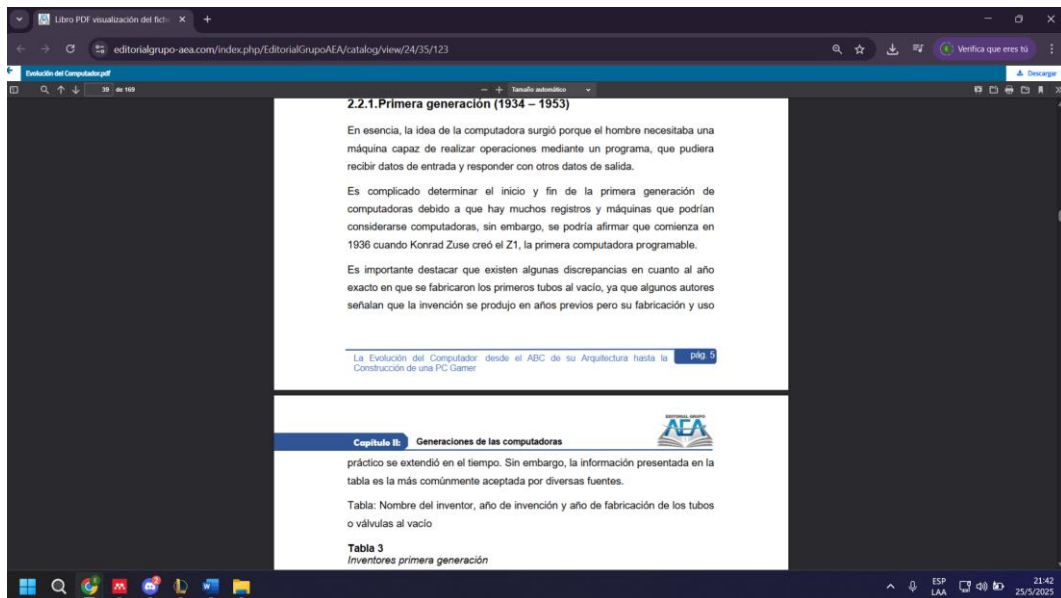 Libro PDF visualización del fich
editorialgrupo-aea.com/index.php/EditorialGrupoAEA/catalog/view/24/35/123
Verifica que eres tú
Evolución del Computador.pdf
Descargar
39 de 169
Tamaño automático
2.2.1.Primera generación (1934 – 1953)
En esencia, la idea de la computadora surgió porque el hombre necesitaba una
máquina capaz de realizar operaciones mediante un programa, que pudiera
recibir datos de entrada y responder con otros datos de salida.
Es complicado determinar el inicio y fin de la primera generación de
computadoras debido a que hay muchos registros y máquinas que podrían
considerarse computadoras, sin embargo, se podría afirmar que comienza en
1936 cuando Konrad Zuse creó el Z1, la primera computadora programable.
Es importante destacar que existen algunas discrepancias en cuanto al año
exacto en que se fabricaron los primeros tubos al vacío, ya que algunos autores
señalan que la invención se produjo en años previos pero su fabricación y uso
La Evolución del Computador: desde el ABC de su Arquitectura hasta la
Construcción de una PC Gamer
pág. 5
EDITORIAL GRUPO
AEA
Capítulo II: Generaciones de las computadoras
práctico se extendió en el tiempo. Sin embargo, la información presentada en la
tabla es la más comúnmente aceptada por diversas fuentes.
Tabla: Nombre del inventor, año de invención y año de fabricación de los tubos
o válvulas al vacío
Tabla 3
Inventores primera generación
ESP
LAA
21:42
25/5/2025